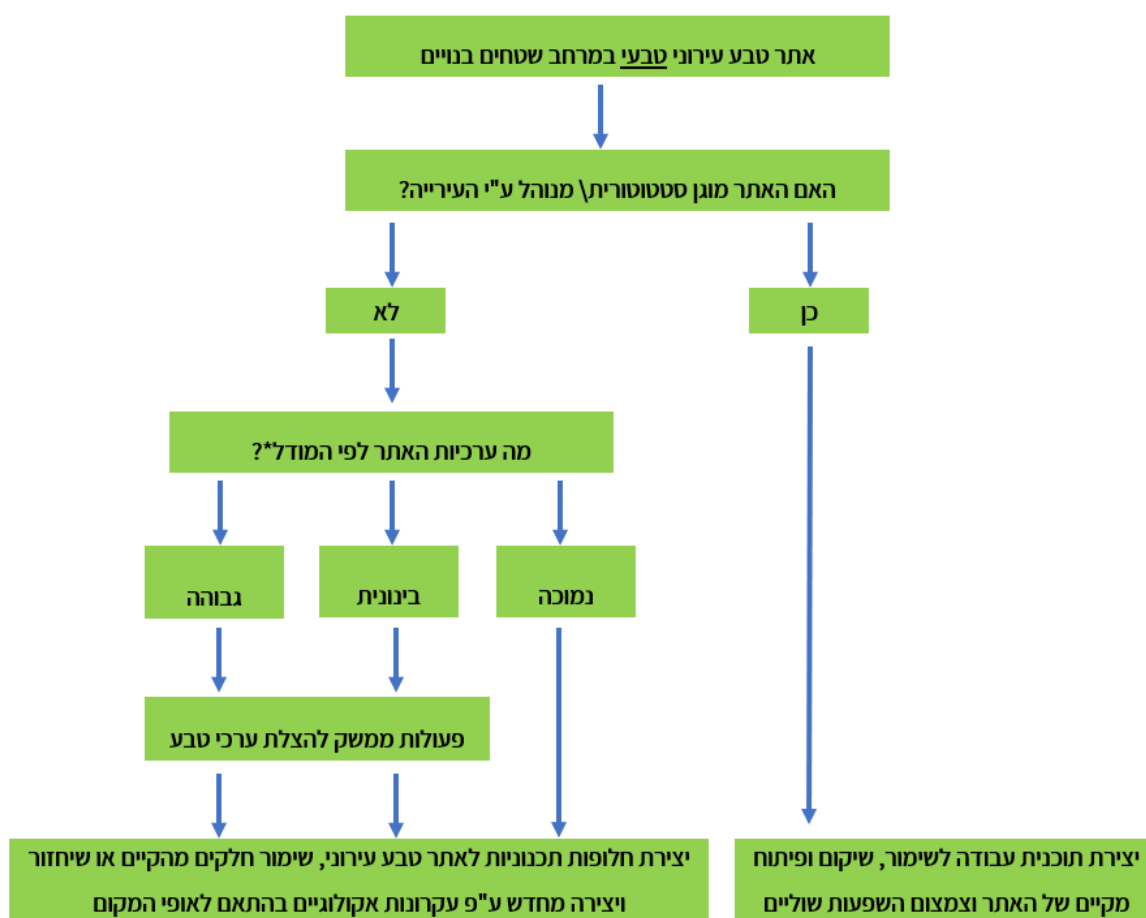 אתר טבע עירוני טבעי במרחב שטחים בנויים
האם האתר מוגן סטטוטורית\ מנוהל ע"י העירייה?
כן
לא
מה ערכיות האתר לפי המודל*?
נמוכה
בינונית
גבוהה
פעולות ממשק להצלת ערכי טבע
יצירת תוכנית עבודה לשימור, שיקום ופיתוח
מקיים של האתר וצמצום השפעות שוליים
יצירת חלופות תכנוניות לאתר טבע עירוני, שימור חלקים מהקיים או שיחזור
ויצירה מחדש ע"פ עקרונות אקולוגיים בהתאם לאופי המקום